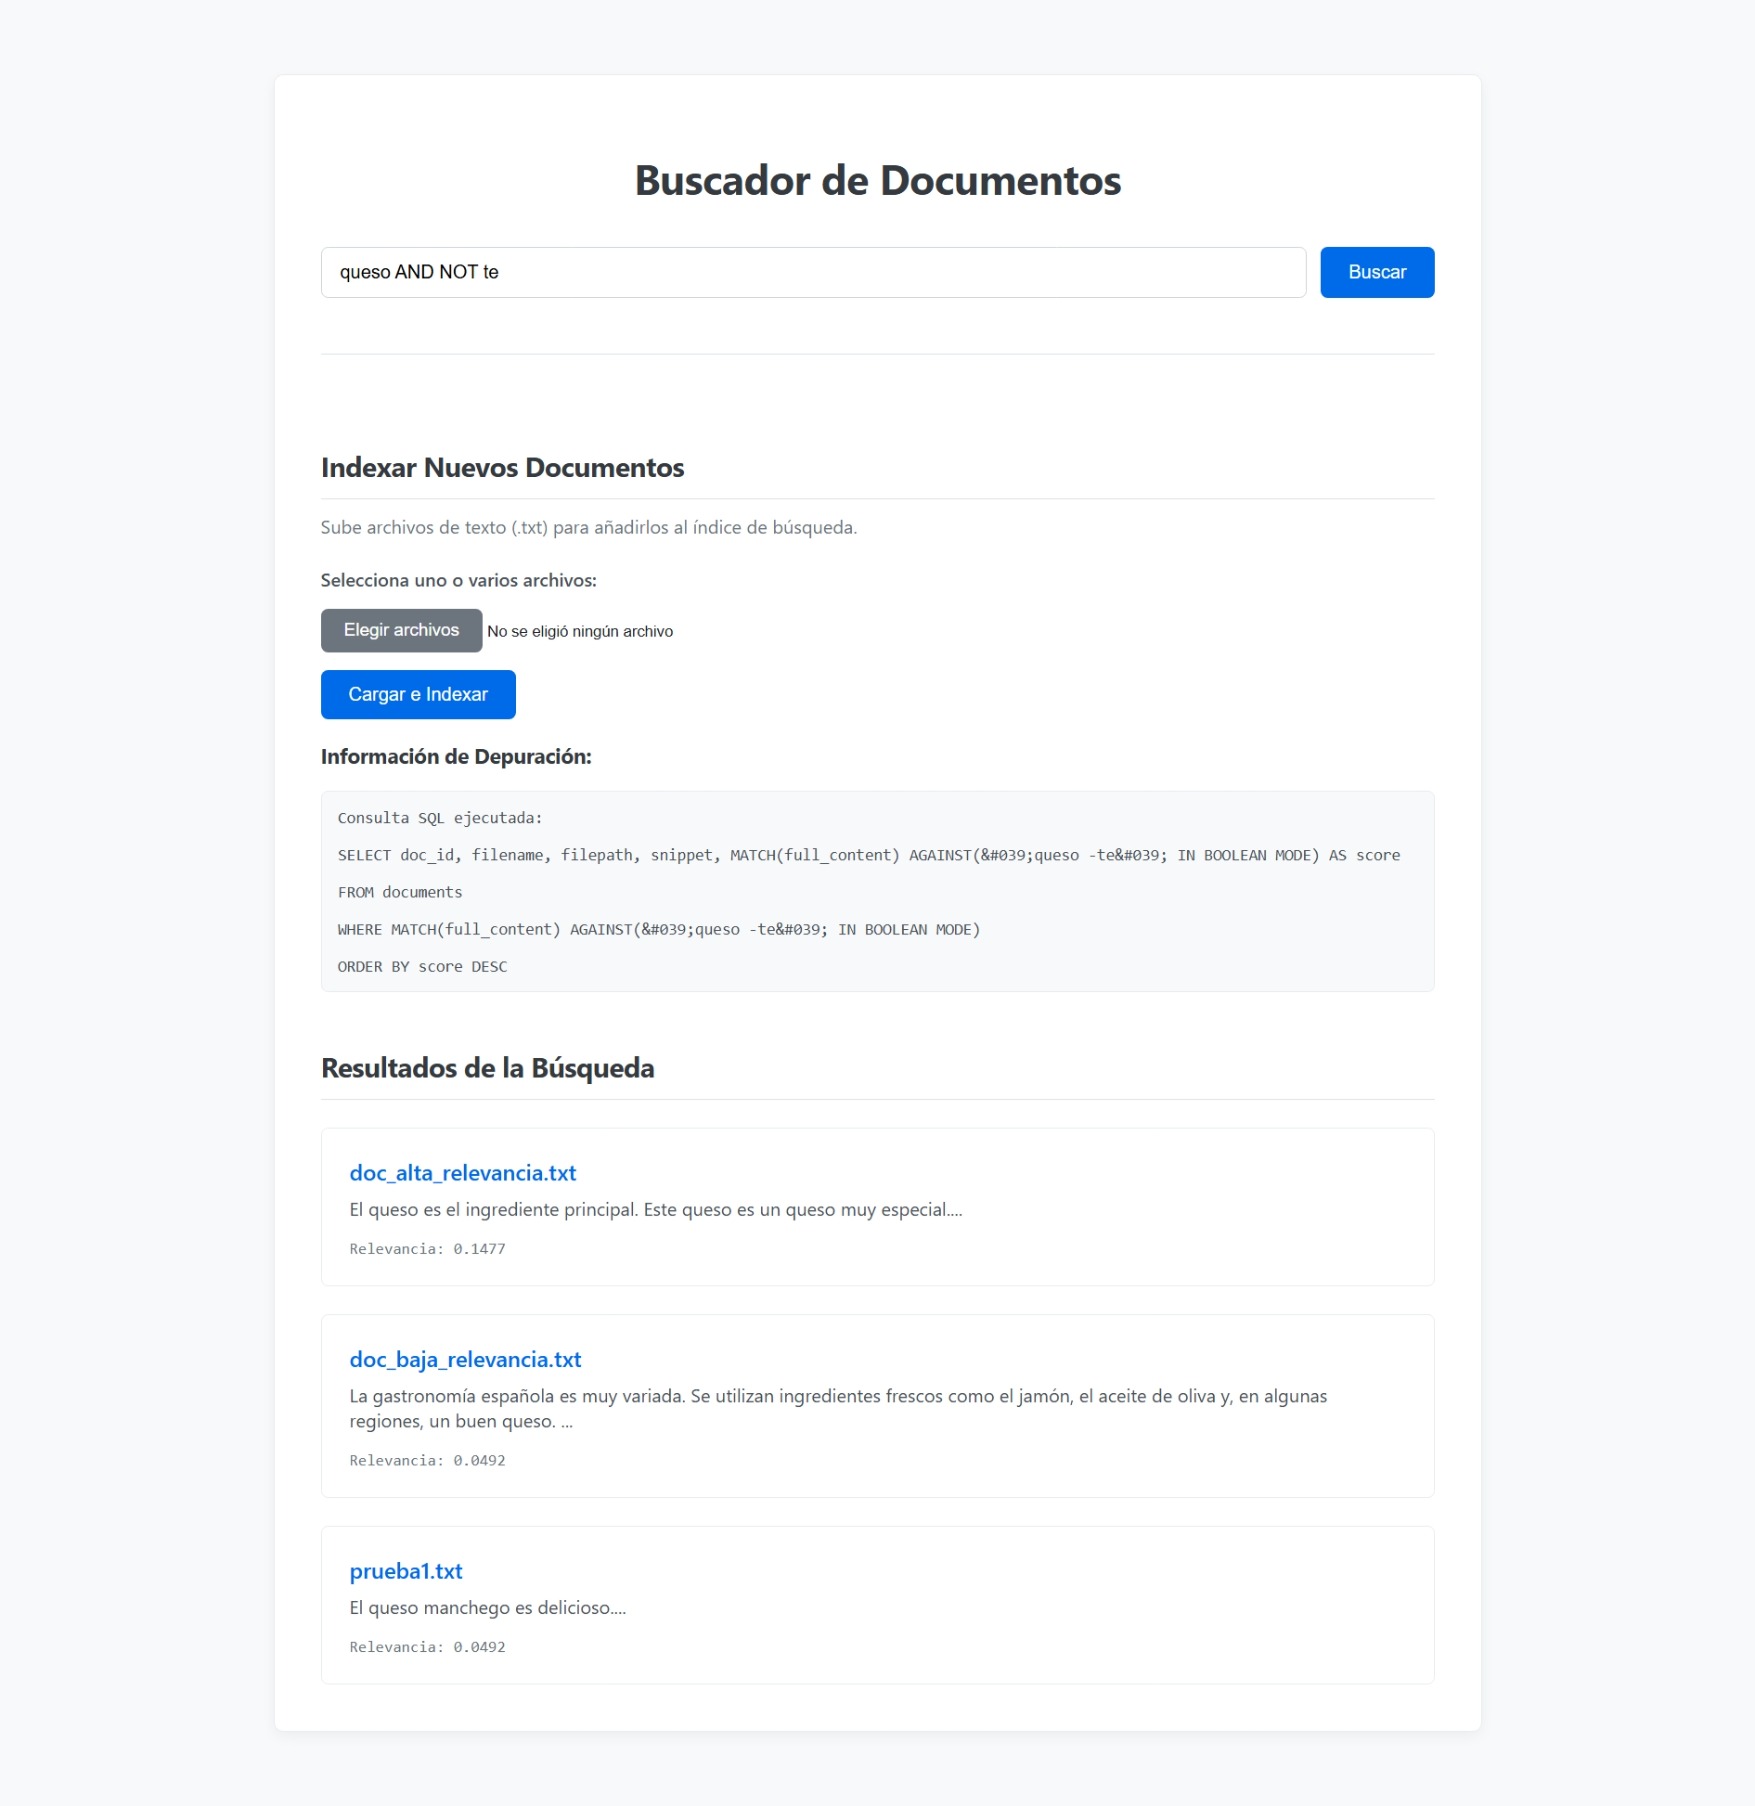 Buscador de Documentos
queso AND NOT te
Buscar
Indexar Nuevos Documentos
Sube archivos de texto (.txt) para añadirlos al índice de búsqueda.
Selecciona uno o varios archivos:
Elegir archivos No se eligió ningún archivo
Cargar e Indexar
Información de Depuración:
Consulta SQL ejecutada:
SELECT doc_id, filename, filepath, snippet, MATCH(full_content) AGAINST(&#039;queso -te&#039; IN BOOLEAN MODE) AS score
FROM documents
WHERE MATCH(full_content) AGAINST(&#039;queso -te&#039; IN BOOLEAN MODE)
ORDER BY score DESC
Resultados de la Búsqueda
doc_alta_relevancia.txt
El queso es el ingrediente principal. Este queso es un queso muy especial....
Relevancia: 0.1477
doc_baja_relevancia.txt
La gastronomía española es muy variada. Se utilizan ingredientes frescos como el jamón, el aceite de oliva y, en algunas
regiones, un buen queso. ...
Relevancia: 0.0492
prueba1.txt
El queso manchego es delicioso....
Relevancia: 0.0492